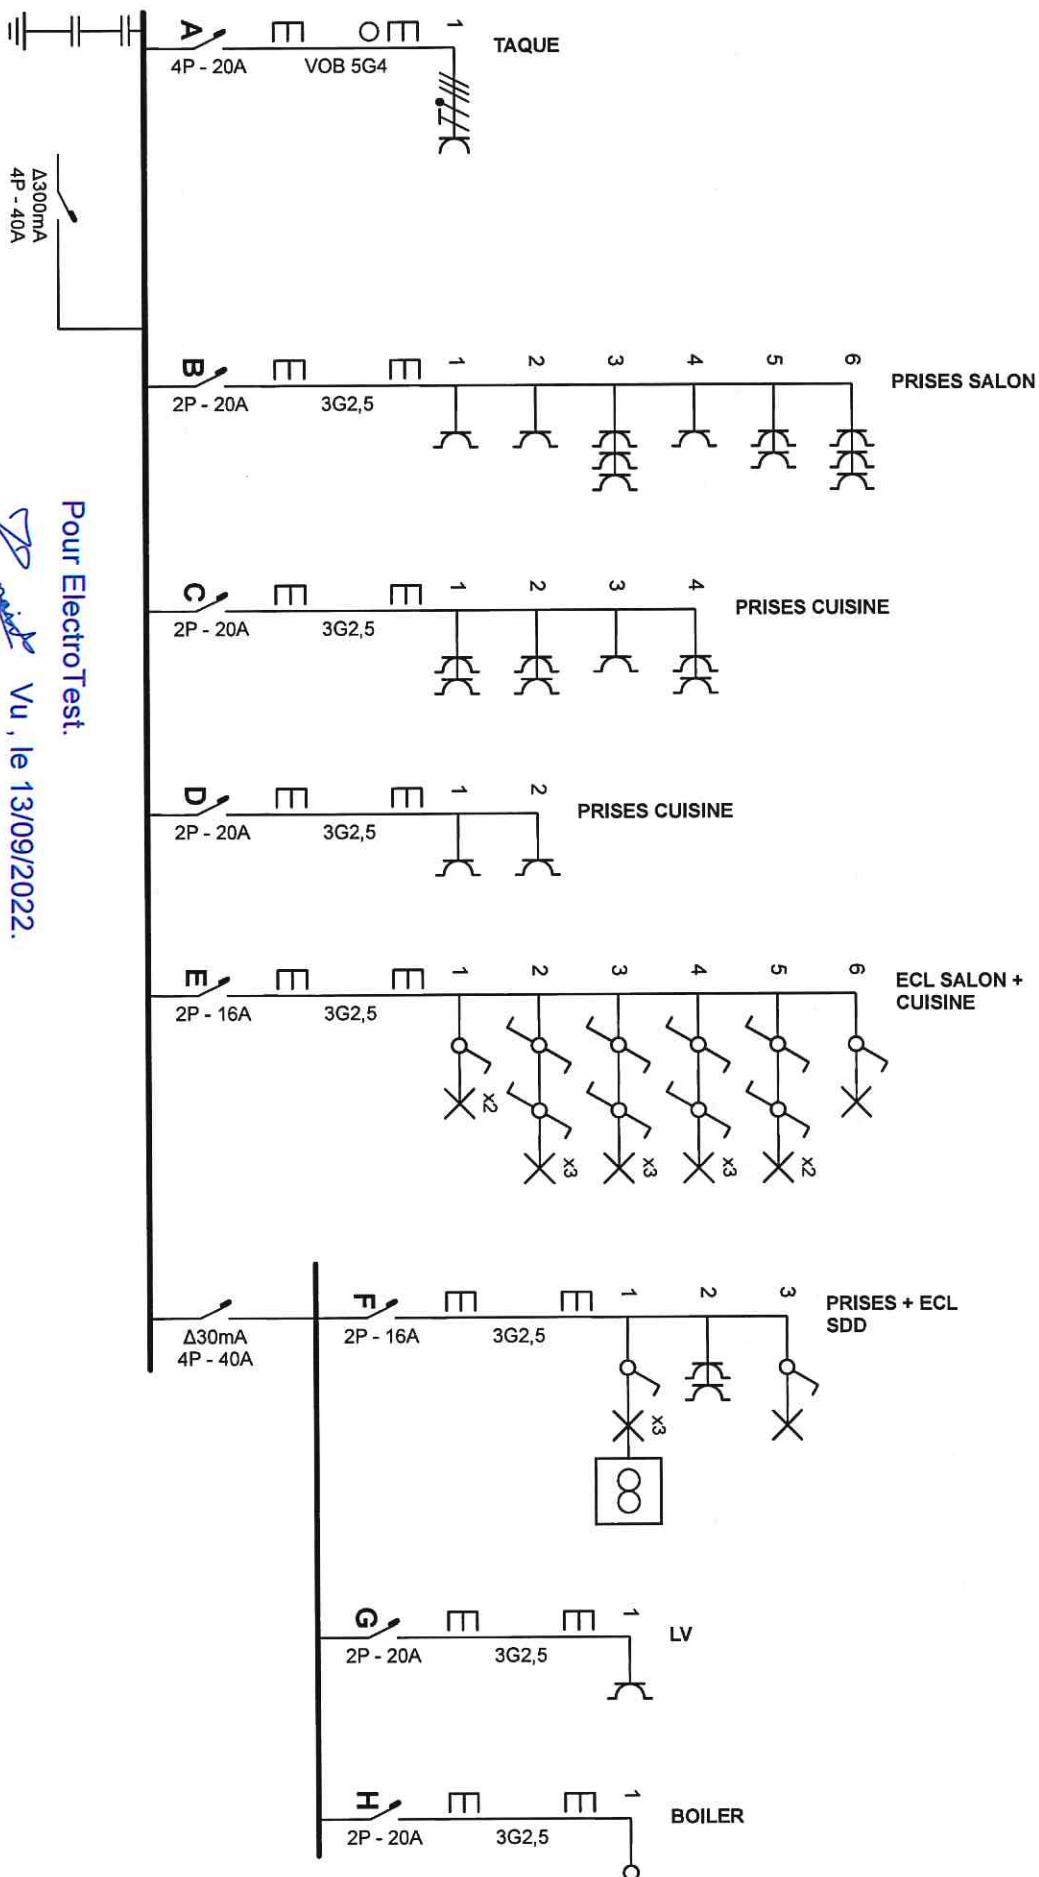 A
4P - 20A
VOB 5G4
1
TAQUE
Δ300mA
4P - 40A
B
2P - 20A
3G2,5
1
2
3
4
5
6
PRISES SALON
C
2P - 20A
3G2,5
1
2
3
4
PRISES CUISINE
D
2P - 20A
3G2,5
1
2
PRISES CUISINE
E
2P - 16A
3G2,5
1
2
3
4
5
6
ECL SALON +
CUISINE
x2
x3
x3
x3
x2
Δ30mA
4P - 40A
F
2P - 16A
3G2,5
1
2
3
PRISES + ECL
SDD
x3
G
2P - 20A
3G2,5
1
LV
H
2P - 20A
3G2,5
1
BOILER
Pour ElectroTest.
Vu , le 13/09/2022.